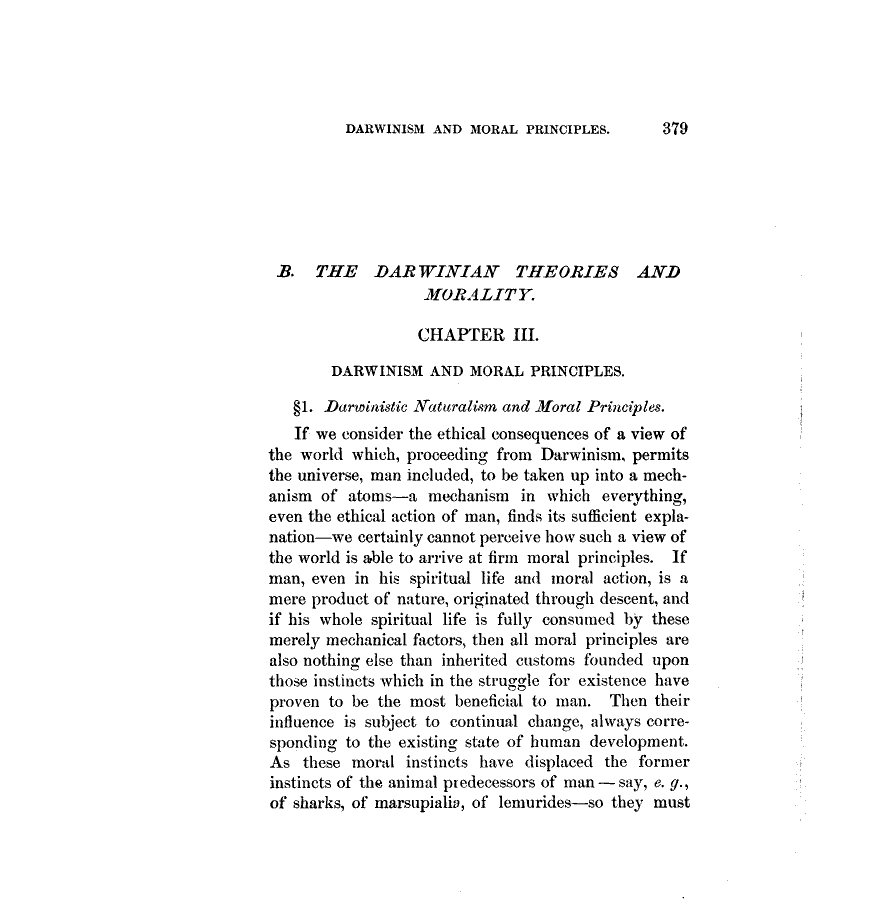 DARWINISM AND MORAL PRINCIPLES. 379
B. THE DARWINIAN THEORIES AND
MORALITY.
CHAPTER III.
DARWINISM AND MORAL PRINCIPLES.
§1. Darwinistic Naturalism and Moral Principles.
If we consider the ethical consequences of a view of
the world which, proceeding from Darwinism, permits
the universe, man included, to be taken up into a mech-
anism of atoms—a mechanism in which everything,
even the ethical action of man, finds its sufficient expla-
nation—we certainly cannot perceive how such a view of
the world is able to arrive at firm moral principles. If
man, even in his spiritual life and moral action, is a
mere product of nature, originated through descent, and
if his whole spiritual life is fully consumed by these
merely mechanical factors, then all moral principles are
also nothing else than inherited customs founded upon
those instincts which in the struggle for existence have
proven to be the most beneficial to man. Then their
influence is subject to continual change, always corre-
sponding to the existing state of human development.
As these moral instincts have displaced the former
instincts of the animal predecessors of man — say, e. g.,
of sharks, of marsupialia, of lemurides—so they must